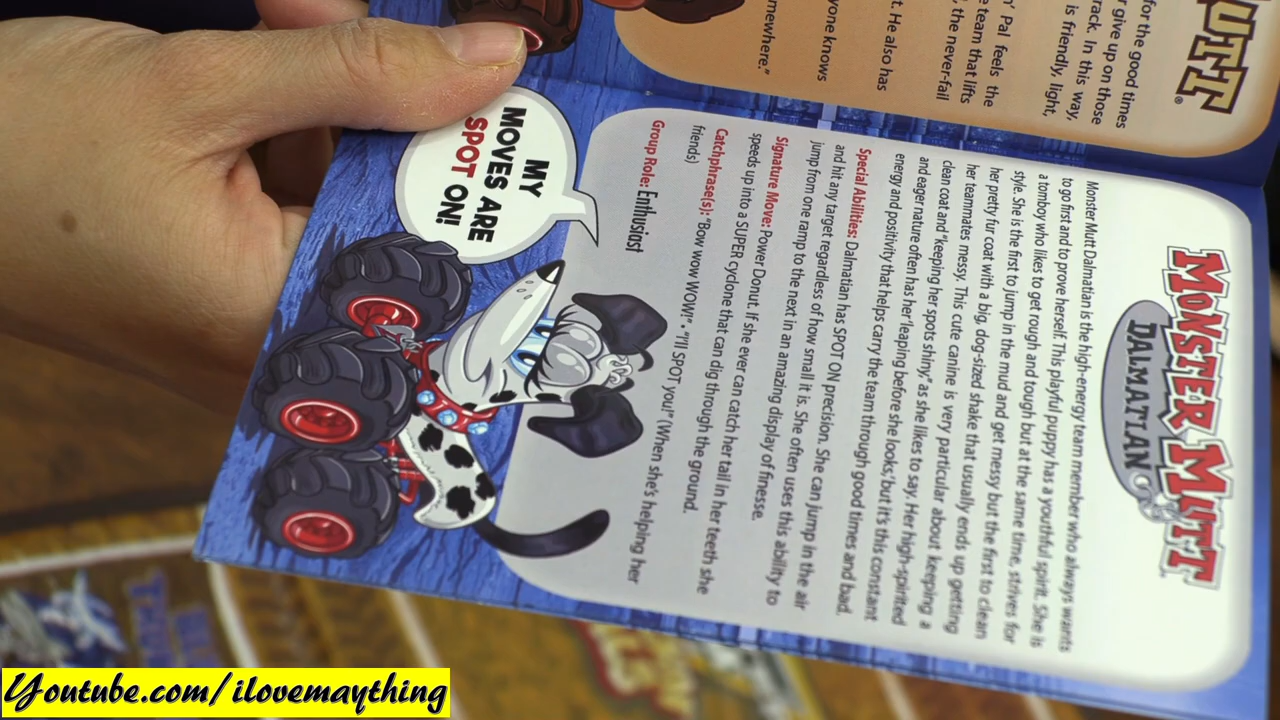 MONSTER MUTT
DALMATIAN
Monster Mutt Dalmatian is the high-energy team member who always wants
to go first and to prove herself. This playful puppy has a youthful spirit. She is
a tomboy who likes to get rough and tough but at the same time, strives for
style. She is the first to jump in the mud and get messy but the first to clean
her pretty fur coat with a big, dog-sized shake that usually ends up getting
her teammates messy. This cute canine is very particular about keeping a
clean coat and "keeping her spots shiny," as she likes to say. Her high-spirited
and eager nature often has her 'leaping before she looks,' but it's this constant
energy and positivity that helps carry the team through good times and bad.
Special Abilities: Dalmatian has SPOT ON precision. She can jump in the air
and hit any target regardless of how small it is. She often uses this ability to
jump from one ramp to the next in an amazing display of finesse.
Signature Move: Power Donut. If she ever can catch her tail in her teeth she
speeds up into a SUPER cyclone that can dig through the ground.
Catchphrase(s): "Bow wow WOW!" • "I'll SPOT you!" (When she's helping her
friends)
Group Role: Enthusiast
MY
MOVES ARE
SPOT ON!
UTT®
for the good times
give up on those
rack. In this way,
is friendly, light,
n' Pal feels the
e team that lifts
, the never-fail
t. He also has
yone knows
mewhere."
Youtube.com/ilovemaything